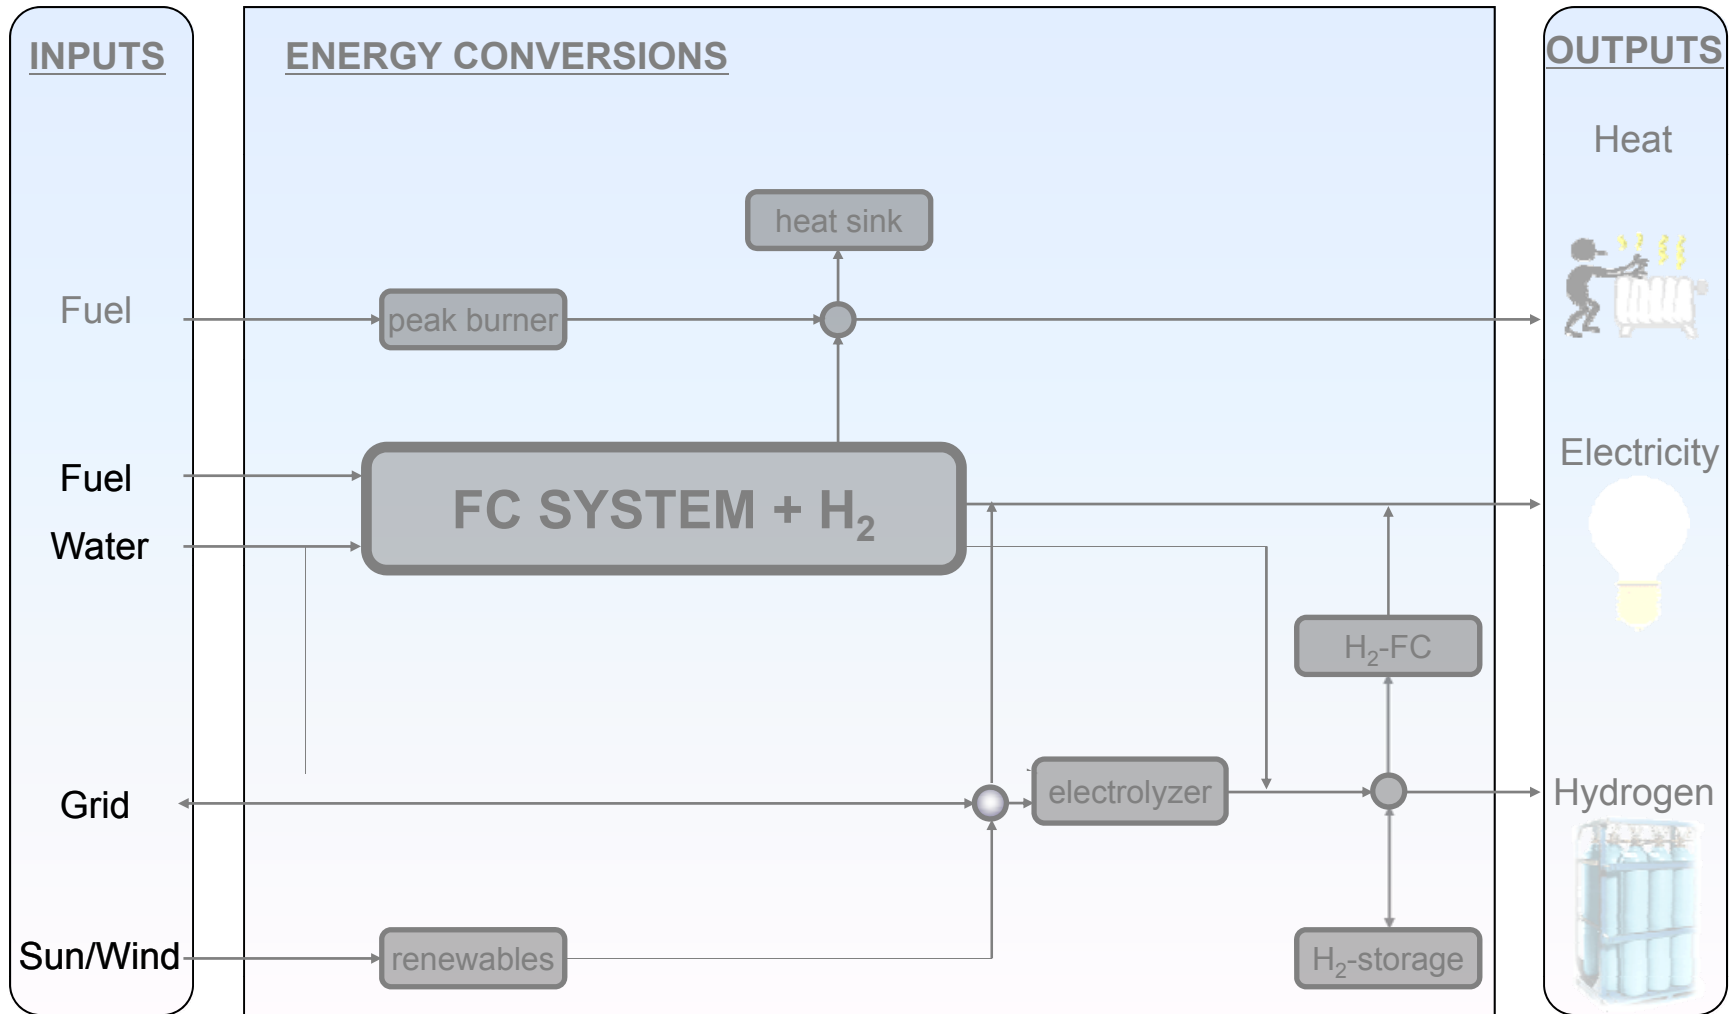 INPUTS
ENERGY CONVERSIONS
OUTPUTS
Heat
heat sink
Fuel
peak burner
Fuel
FC SYSTEM + H₂
Electricity
Water
H₂-FC
Grid
electrolyzer
Hydrogen
Sun/Wind
renewables
H₂-storage